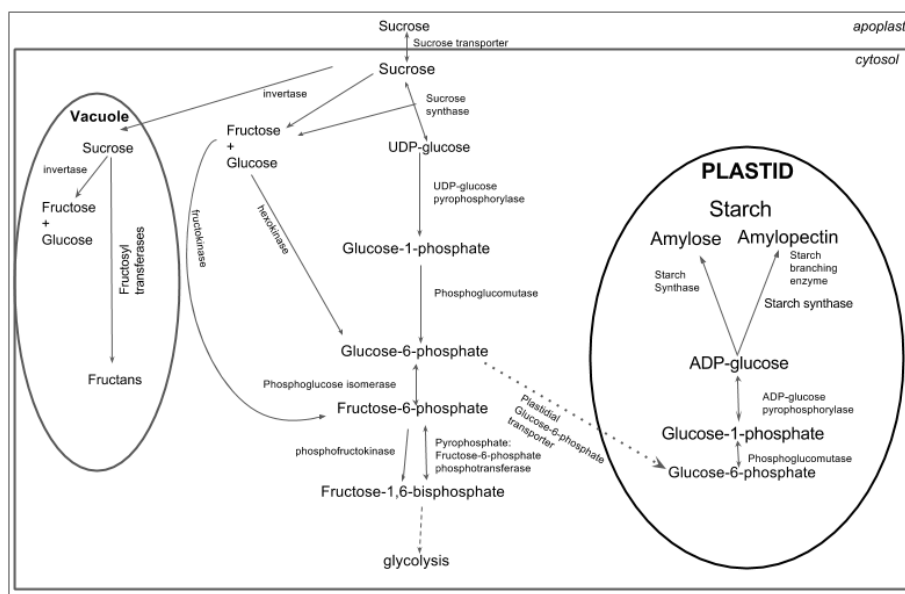 Sucrose
apoplast
Sucrose transporter
cytosol
Sucrose
invertase
Vacuole
Sucrose
synthase
Sucrose
Fructose
+
Glucose
UDP-glucose
invertase
Fructose
+
Glucose
Fructosyl
transferases
Fructans
fructokinase
hexokinase
UDP-glucose
pyrophosphorylase
Glucose-1-phosphate
Phosphoglucomutase
Glucose-6-phosphate
Phosphoglucose isomerase
Fructose-6-phosphate
phosphofructokinase
Pyrophosphate:
Fructose-6-phosphate
phosphotransferase
Fructose-1,6-bisphosphate
glycolysis
Plastidial
Glucose-6-phosphate
transporter
PLASTID
Starch
Amylose
Amylopectin
Starch
Synthase
Starch
branching
enzyme
Starch synthase
ADP-glucose
ADP-glucose
pyrophosphorylase
Glucose-1-phosphate
Phosphoglucomutase
Glucose-6-phosphate